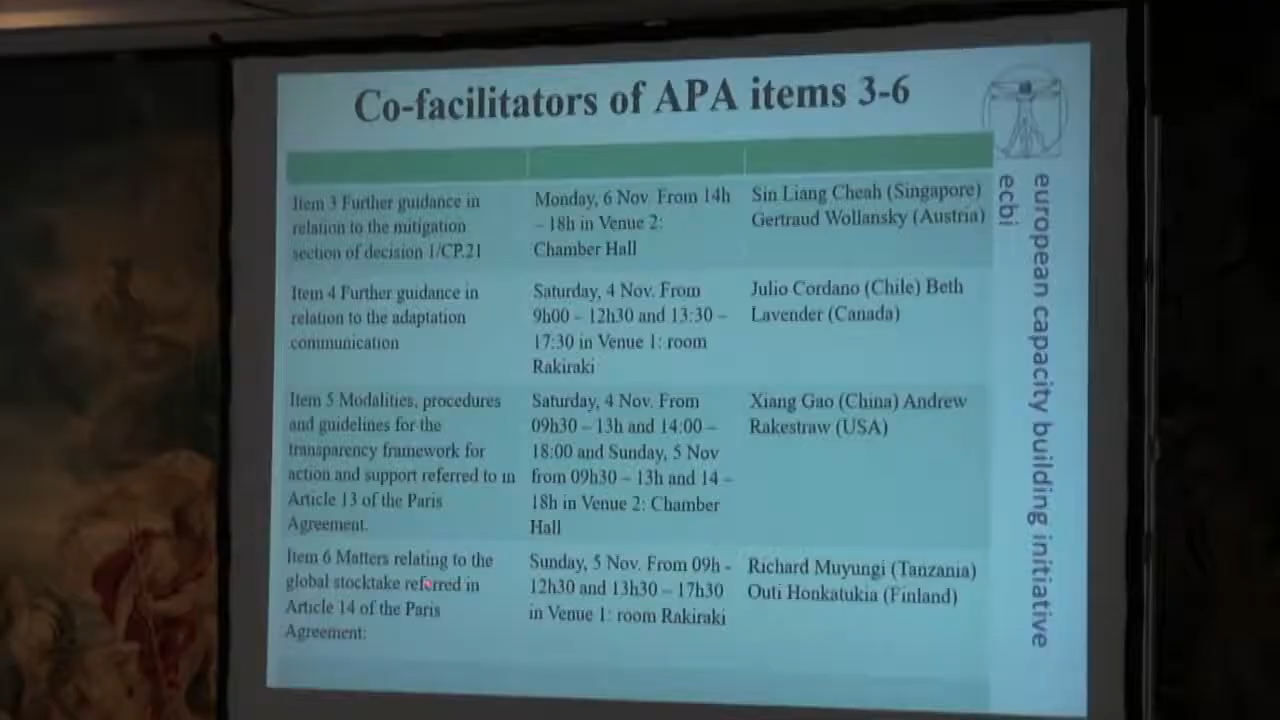 Co-facilitators of APA items 3-6
Item 3 Further guidance in
relation to the mitigation
section of decision 1/CP.21
Monday, 6 Nov. From 14h
– 18h in Venue 2:
Chamber Hall
Sin Liang Cheah (Singapore)
Gertraud Wollansky (Austria)
Item 4 Further guidance in
relation to the adaptation
communication
Saturday, 4 Nov. From
9h00 – 12h30 and 13:30 –
17:30 in Venue 1: room
Rakiraki
Julio Cordano (Chile) Beth
Lavender (Canada)
Item 5 Modalities, procedures
and guidelines for the
transparency framework for
action and support referred to in
Article 13 of the Paris
Agreement.
Saturday, 4 Nov. From
09h30 – 13h and 14:00 –
18:00 and Sunday, 5 Nov
from 09h30 – 13h and 14 –
18h in Venue 2: Chamber
Hall
Xiang Gao (China) Andrew
Rakestraw (USA)
Item 6 Matters relating to the
global stocktake referred in
Article 14 of the Paris
Agreement:
Sunday, 5 Nov. From 09h -
12h30 and 13h30 – 17h30
in Venue 1: room Rakiraki
Richard Muyungi (Tanzania)
Outi Honkatukia (Finland)
european capacity building initiative
ecbi